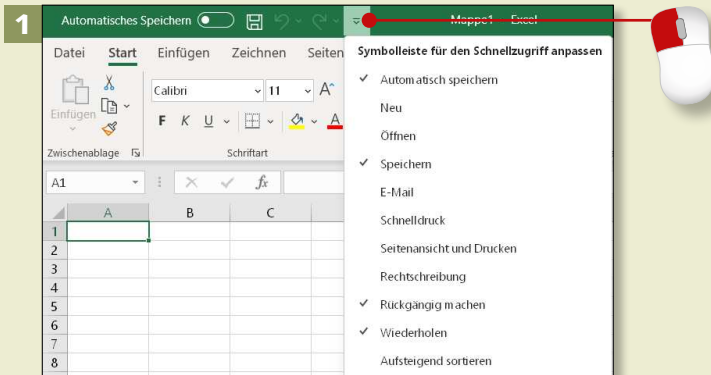 1
Automatisches Speichern
Mappe1 - Excel
Datei Start Einfügen Zeichnen Seiten
Symbolleiste für den Schnellzugriff anpassen
Automatisch speichern
Neu
Öffnen
Speichern
E-Mail
Schnelldruck
Seitenansicht und Drucken
Rechtschreibung
Rückgängig machen
Wiederholen
Aufsteigend sortieren
Einfügen
Calibri 11 A
F K U A
Zwischenablage Schriftart
A1 fx
A B C
1
2
3
4
5
6
7
8